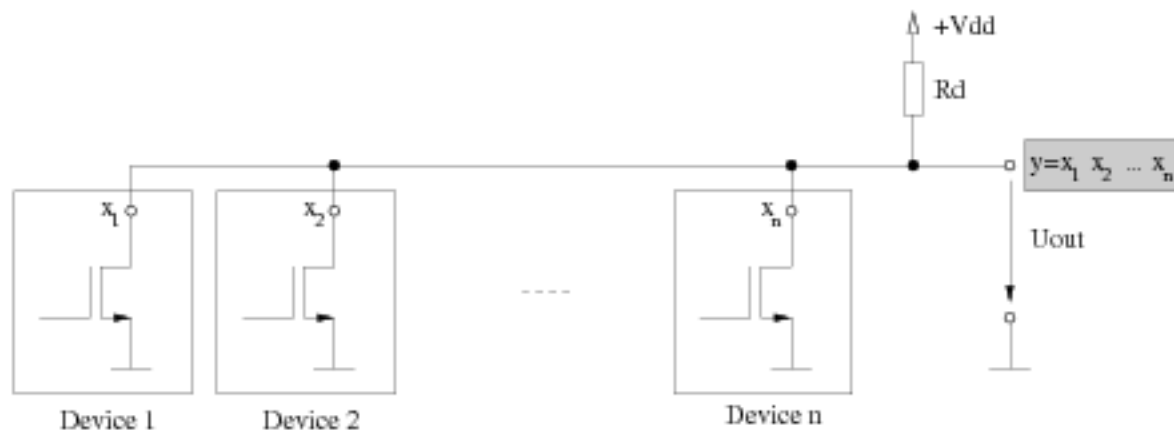 +Vdd
Rd
y=x₁ x₂ ... xₙ
x₁
x₂
xₙ
Uout
Device 1
Device 2
Device n